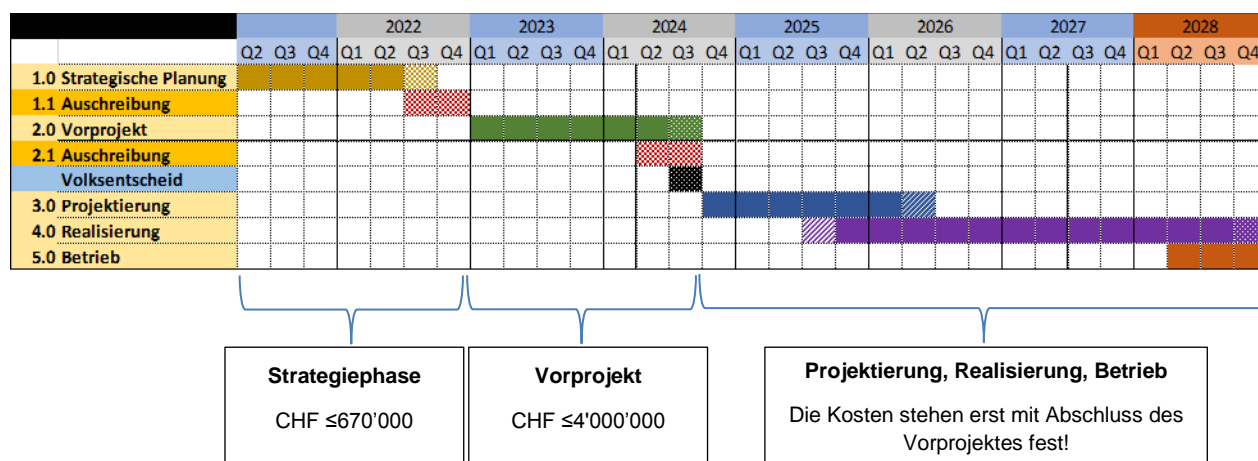 2022 2023 2024 2025 2026 2027 2028
Q2 Q3 Q4 Q1 Q2 Q3 Q4 Q1 Q2 Q3 Q4 Q1 Q2 Q3 Q4 Q1 Q2 Q3 Q4 Q1 Q2 Q3 Q4 Q1 Q2 Q3 Q4 Q1 Q2 Q3 Q4
1.0 Strategische Planung
1.1 Auschreibung
2.0 Vorprojekt
2.1 Auschreibung
Volksentscheid
3.0 Projektierung
4.0 Realisierung
5.0 Betrieb
Strategiephase
CHF ≤670’000
Vorprojekt
CHF ≤4'000’000
Projektierung, Realisierung, Betrieb
Die Kosten stehen erst mit Abschluss des
Vorprojektes fest!